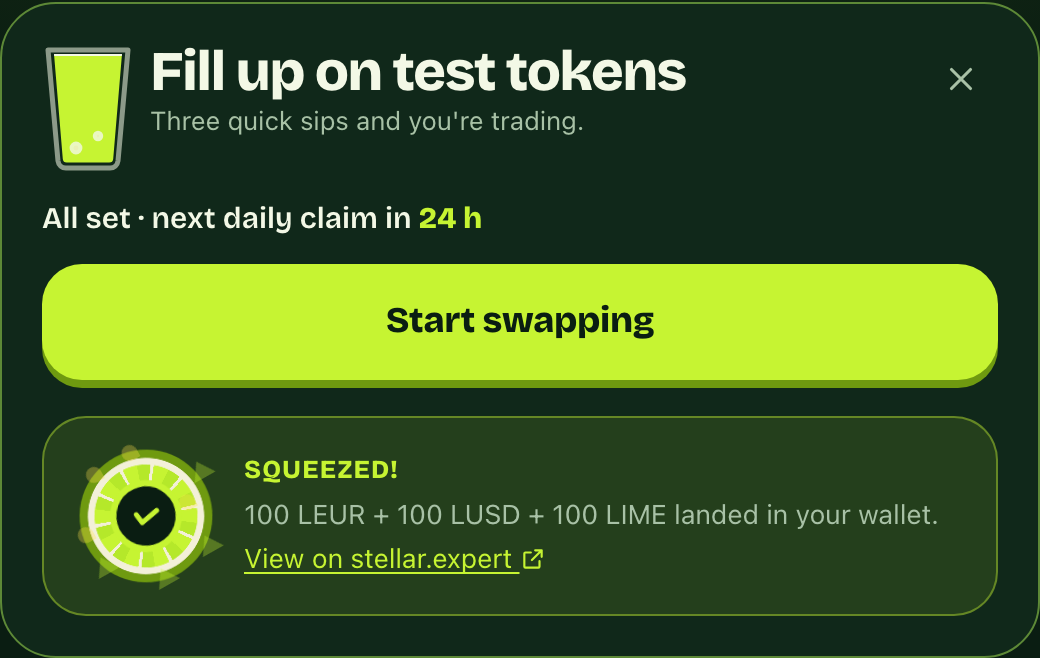 Fill up on test tokens
Three quick sips and you're trading.
All set · next daily claim in 24 h
Start swapping
SQUEEZED!
100 LEUR + 100 LUSD + 100 LIME landed in your wallet.
View on stellar.expert